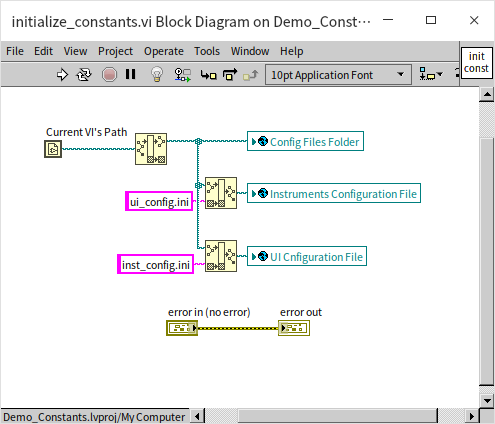 initialize_constants.vi Block Diagram on Demo_Const...
File Edit View Project Operate Tools Window Help
init
const
10pt Application Font
Current VI's Path
Config Files Folder
ui_config.ini
Instruments Configuration File
inst_config.ini
UI Cnfiguration File
error in (no error)
error out
Demo_Constants.lvproj/My Computer